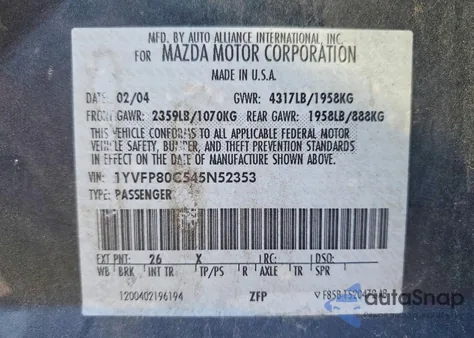 MFD. BY AUTO ALLIANCE INTERNATIONAL, INC.
FOR MAZDA MOTOR CORPORATION
MADE IN U.S.A.
DATE: 02/04 GVWR: 4317LB/1958KG
FRONT GAWR: 2359LB/1070KG REAR GAWR: 1958LB/888KG
THIS VEHICLE CONFORMS TO ALL APPLICABLE FEDERAL MOTOR
VEHICLE SAFETY, BUMPER, AND THEFT PREVENTION STANDARDS
IN EFFECT ON THE DATE OF MANUFACTURE SHOWN ABOVE.
VIN: 1YVFP80C545N52353
TYPE: PASSENGER
EXT PNT: 26 X RC: DSO:
WB BRK INT TR TP/PS R AXLE TR SPR
1200402196194 ZFP
autoSnap